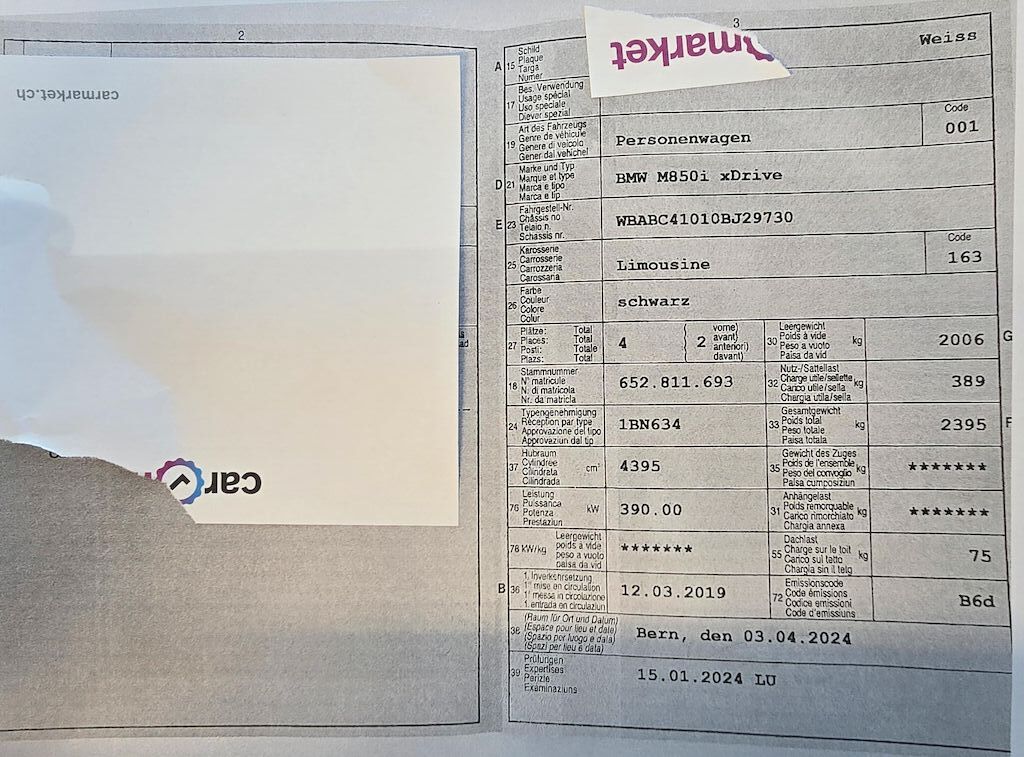 2
carmarket.ch
car
3
market
A 15 Schild
Plaque
Targa
Numer
Weiss
17 Bes. Verwendung
Usage spécial
Uso speciale
Diever spezial
19 Art des Fahrzeugs
Genre de véhicule
Genere di veicolo
Gener dal vehichel
Personenwagen
Code
001
D 21 Marke und Typ
Marque et type
Marca e tipo
Marca e tip
BMW M850i xDrive
E 23 Fahrgestell-Nr.
Châssis no
Telaio n.
Schassis nr.
WBABC41010BJ29730
25 Karosserie
Carrosserie
Carrozzeria
Carossaria
Limousine
Code
163
26 Farbe
Couleur
Colore
Colur
schwarz
27 Plätze: Total
Places: Total
Posti: Totale
Plazs: Total
4
2 vorne)
avant)
anteriori)
davant)
30 Leergewicht
Poids à vide
Peso a vuoto
Paisa da vid
kg
2006
G
18 Stammnummer
N° matricule
N. di matricola
Nr. da matricla
652.811.693
32 Nutz-/Sattellast
Charge utile/sellette
Carico utile/sella
Chargia utila/sella
kg
389
24 Typengenehmigung
Réception par type
Approvazione del tipo
Approvaziun dal tip
1BN634
33 Gesamtgewicht
Poids total
Peso totale
Paisa totala
kg
2395
F
37 Hubraum
Cylindrée
Cilindrata
Cilindrada
cm³
4395
35 Gewicht des Zuges
Poids de l'ensemble
Peso del convoglio
Paisa cumposiziun
kg
*******
76 Leistung
Puissance
Potenza
Prestaziun
kW
390.00
31 Anhängelast
Poids remorquable
Carico rimorchiato
Chargia annexa
kg
*******
78 kW/kg Leergewicht
poids à vide
peso a vuoto
paisa da vid
*******
55 Dachlast
Charge sur le toit
Carico sul tetto
Chargia sin il tetg
kg
75
B 36 1. Inverkehrsetzung
1re mise en circulation
1a messa in circolazione
1. entrada en circulaziun
12.03.2019
72 Emissionscode
Code émissions
Codice emissioni
Code d'emissiuns
B6d
38 (Raum für Ort und Datum)
(Espace pour lieu et date)
(Spazio per luogo e data)
(Spazi per lieu e data)
Bern, den 03.04.2024
39 Prüfungen
Expertises
Perizie
Examinaziuns
15.01.2024 LU